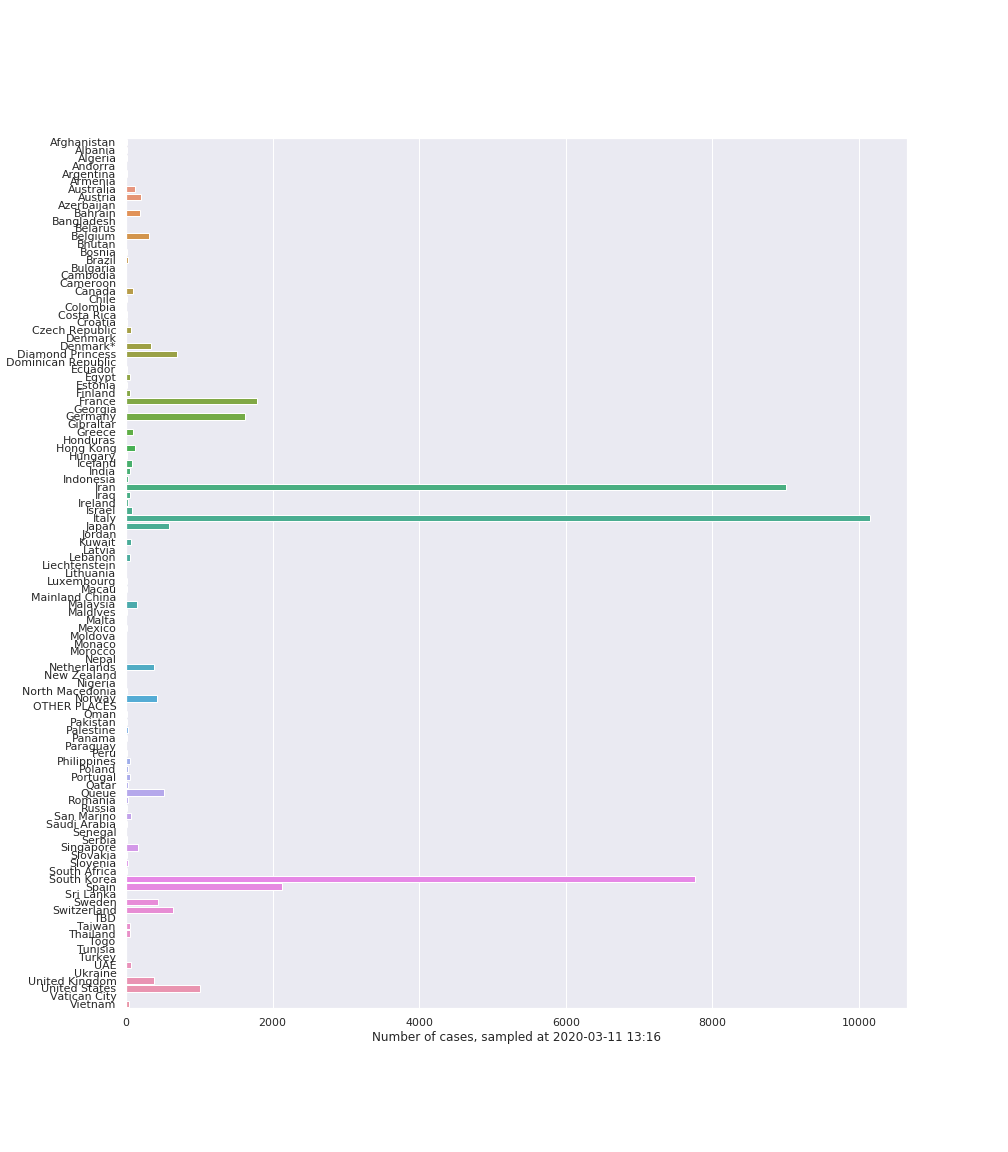 Afghanistan
Albania
Algeria
Andorra
Argentina
Armenia
Australia
Austria
Azerbaijan
Bahrain
Bangladesh
Belarus
Belgium
Bhutan
Bosnia
Brazil
Bulgaria
Cambodia
Cameroon
Canada
Chile
Colombia
Costa Rica
Croatia
Czech Republic
Denmark
Denmark*
Diamond Princess
Dominican Republic
Ecuador
Egypt
Estonia
Finland
France
Georgia
Germany
Gibraltar
Greece
Honduras
Hong Kong
Hungary
Iceland
India
Indonesia
Iran
Iraq
Ireland
Israel
Italy
Japan
Jordan
Kuwait
Latvia
Lebanon
Liechtenstein
Lithuania
Luxembourg
Macau
Mainland China
Malaysia
Maldives
Malta
Mexico
Moldova
Monaco
Morocco
Nepal
Netherlands
New Zealand
Nigeria
North Macedonia
Norway
OTHER PLACES
Oman
Pakistan
Palestine
Panama
Paraguay
Peru
Philippines
Poland
Portugal
Qatar
Queue
Romania
Russia
San Marino
Saudi Arabia
Senegal
Serbia
Singapore
Slovakia
Slovenia
South Africa
South Korea
Spain
Sri Lanka
Sweden
Switzerland
TBD
Taiwan
Thailand
Togo
Tunisia
Turkey
UAE
Ukraine
United Kingdom
United States
Vatican City
Vietnam
0 2000 4000 6000 8000 10000
Number of cases, sampled at 2020-03-11 13:16